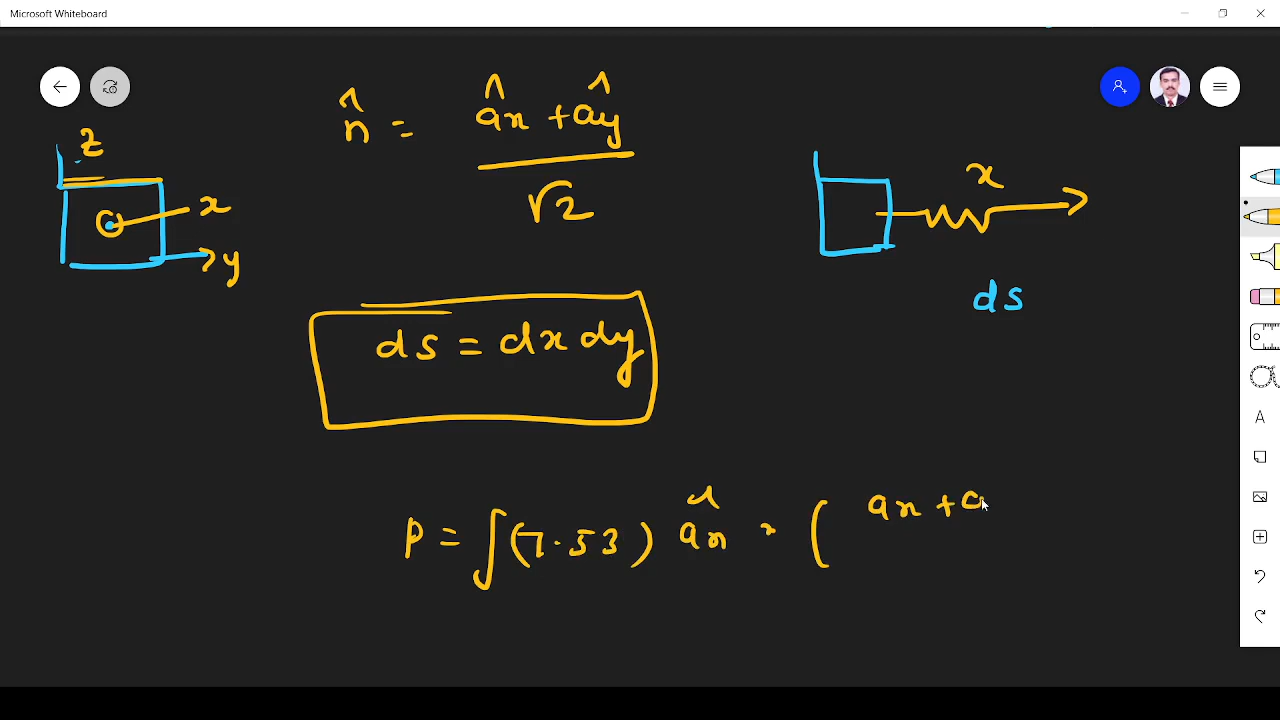 Microsoft Whiteboard
n̂ = (âx + ây) / √2
z
x
y
x
ds
ds = dx dy
P = ∫ (7.53) âx · ( ax + a
A